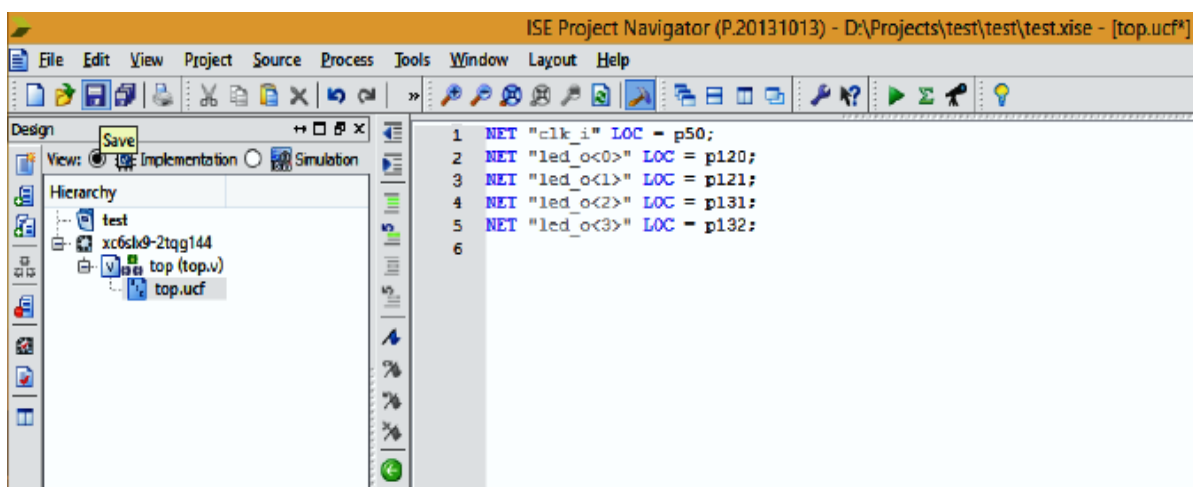 ISE Project Navigator (P.20131013) - D:\Projects\test\test\test.xise - [top.ucf*]
File Edit View Project Source Process Tools Window Layout Help
Design
Save
View: Implementation Simulation
Hierarchy
test
xc6slx9-2tqg144
top (top.v)
top.ucf
1 NET "clk_i" LOC = p50;
2 NET "led_o<0>" LOC = p120;
3 NET "led_o<1>" LOC = p121;
4 NET "led_o<2>" LOC = p131;
5 NET "led_o<3>" LOC = p132;
6